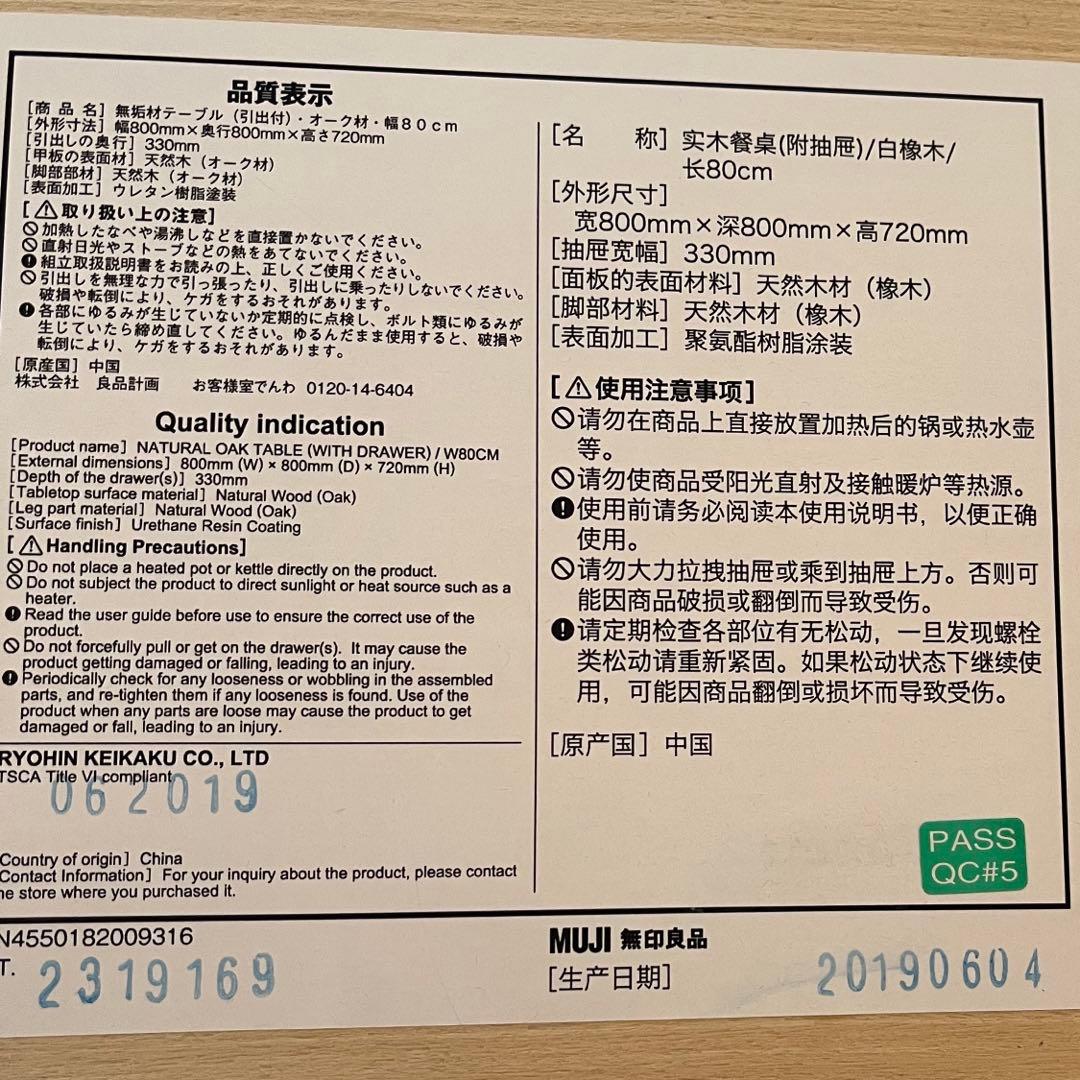 品質表示
[商 品 名] 無垢材テーブル（引出付）・オーク材・幅80cm
[外形寸法] 幅800mm×奥行800mm×高さ720mm
[引出しの奥行] 330mm
[甲板の表面材] 天然木（オーク材）
[脚部部材] 天然木（オーク材）
[表面加工] ウレタン樹脂塗装
[⚠取り扱い上の注意]
加熱したなべや湯沸しなどを直接置かないでください。
直射日光やストーブなどの熱をあてないでください。
組立取扱説明書をお読みの上、正しくご使用ください。
引出しを無理な力で引っ張ったり、引出しに乗ったりしないでください。
破損や転倒により、ケガをするおそれがあります。
各部にゆるみが生じていないか定期的に点検し、ボルト類にゆるみが
生じていたら締め直してください。ゆるんだまま使用すると、破損や
転倒により、ケガをするおそれがあります。
[原産国] 中国
株式会社 良品計画 お客様室でんわ 0120-14-6404
Quality indication
[Product name] NATURAL OAK TABLE (WITH DRAWER) / W80CM
[External dimensions] 800mm (W) × 800mm (D) × 720mm (H)
[Depth of the drawer(s)] 330mm
[Tabletop surface material] Natural Wood (Oak)
[Leg part material] Natural Wood (Oak)
[Surface finish] Urethane Resin Coating
[⚠Handling Precautions]
Do not place a heated pot or kettle directly on the product.
Do not subject the product to direct sunlight or heat source such as a
heater.
Read the user guide before use to ensure the correct use of the
product.
Do not forcefully pull or get on the drawer(s). It may cause the
product getting damaged or falling, leading to an injury.
Periodically check for any looseness or wobbling in the assembled
parts, and re-tighten them if any looseness is found. Use of the
product when any parts are loose may cause the product to get
damaged or fall, leading to an injury.
RYOHIN KEIKAKU CO., LTD
TSCA Title VI compliant
062019
Country of origin] China
Contact Information] For your inquiry about the product, please contact
he store where you purchased it.
N4550182009316
T. 2319169
[名 称] 实木餐桌(附抽屉)/白橡木/
长80cm
[外形尺寸]
宽800mm×深800mm×高720mm
[抽屉宽幅] 330mm
[面板的表面材料] 天然木材（橡木）
[脚部材料] 天然木材（橡木）
[表面加工] 聚氨酯树脂涂装
[⚠使用注意事项]
请勿在商品上直接放置加热后的锅或热水壶
等。
请勿使商品受阳光直射及接触暖炉等热源。
使用前请务必阅读本使用说明书，以便正确
使用。
请勿大力拉拽抽屉或乘到抽屉上方。否则可
能因商品破损或翻倒而导致受伤。
请定期检查各部位有无松动，一旦发现螺栓
类松动请重新紧固。如果松动状态下继续使
用，可能因商品翻倒或损坏而导致受伤。
[原产国] 中国
PASS
QC#5
MUJI 無印良品
[生产日期] 20190604